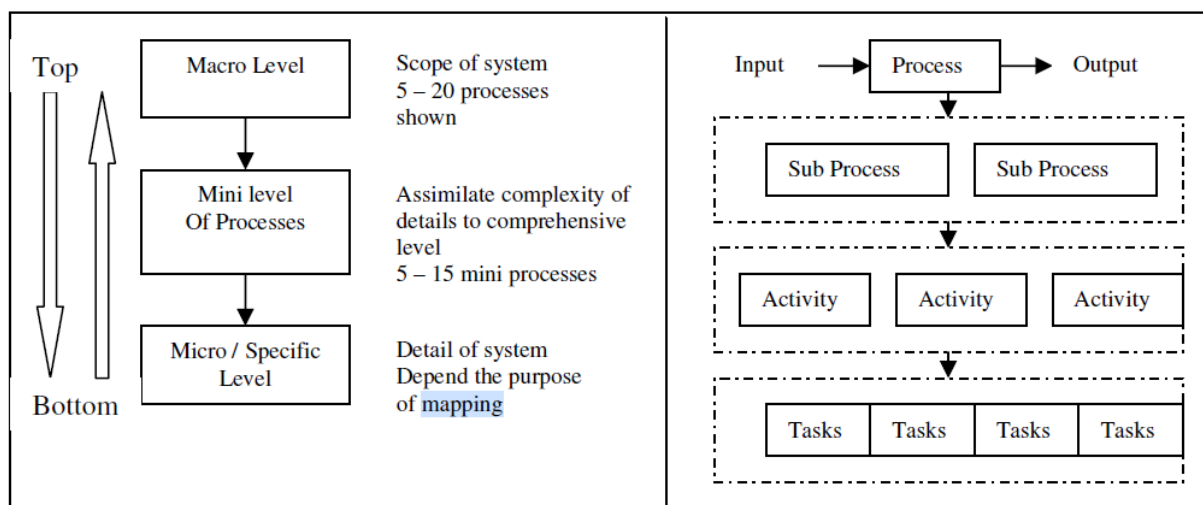 Top
Bottom
Macro Level
Scope of system
5 – 20 processes
shown
Mini level
Of Processes
Assimilate complexity of
details to comprehensive
level
5 – 15 mini processes
Micro / Specific
Level
Detail of system
Depend the purpose
of mapping
Input
Process
Output
Sub Process
Sub Process
Activity
Activity
Activity
Tasks
Tasks
Tasks
Tasks